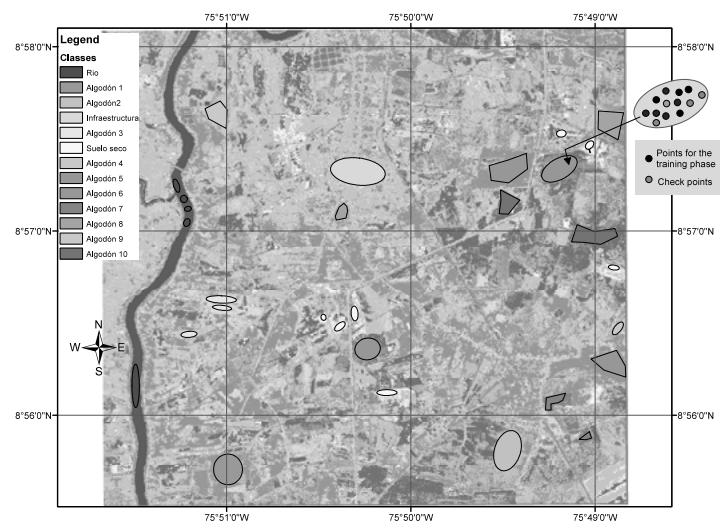 75°51'0"W 75°50'0"W 75°49'0"W
8°58'0"N
8°58'0"N
Legend
Classes
Rio
Algodón 1
Algodón2
Infraestructura
Algodón 3
Suelo seco
Algodón 4
Algodón 5
Algodón 6
Algodón 7
Algodón 8
Algodón 9
Algodón 10
Points for the
training phase
Check points
8°57'0"N
8°57'0"N
N
W E
S
8°56'0"N
8°56'0"N
75°51'0"W 75°50'0"W 75°49'0"W